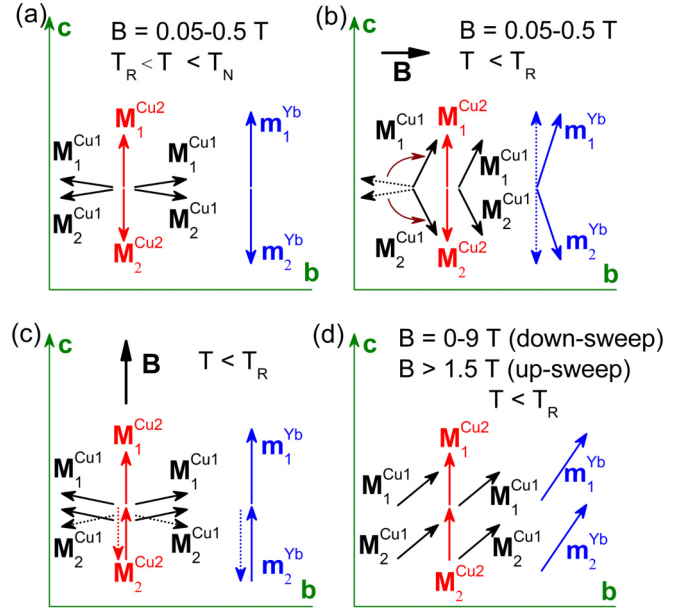 (a)
c
B = 0.05-0.5 T
T_R < T < T_N
M_1^Cu2
M_1^Cu1
M_1^Cu1
m_1^Yb
M_2^Cu1
M_2^Cu1
M_2^Cu2
m_2^Yb
b
(b)
c
B = 0.05-0.5 T
B
T < T_R
M_1^Cu2
M_1^Cu1
m_1^Yb
M_1^Cu1
M_2^Cu1
M_2^Cu1
M_2^Cu2
m_2^Yb
b
(c)
c
B
T < T_R
M_1^Cu2
M_1^Cu1
M_1^Cu1
m_1^Yb
M_2^Cu1
M_2^Cu1
M_2^Cu2
m_2^Yb
b
(d)
c
B = 0-9 T (down-sweep)
B > 1.5 T (up-sweep)
T < T_R
M_1^Cu2
M_1^Cu1
M_1^Cu1
m_1^Yb
M_2^Cu1
M_2^Cu1
M_2^Cu2
m_2^Yb
b